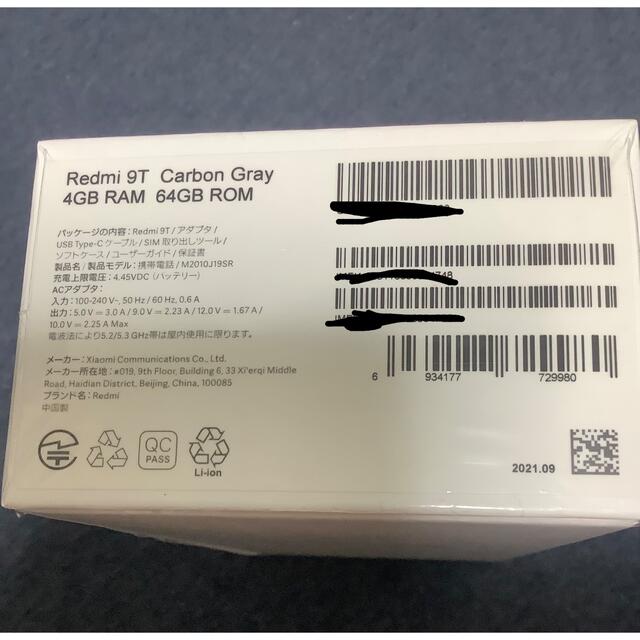 Redmi 9T Carbon Gray
4GB RAM 64GB ROM
パッケージの内容: Redmi 9T / アダプタ /
USB Type-C ケーブル / SIM 取り出しツール /
ソフトケース / ユーザーガイド / 保証書
製品名 / 製品モデル: 携帯電話 / M2010J19SR
充電上限電圧: 4.45VDC (バッテリー)
ACアダプタ:
入力: 100-240 V~, 50 Hz / 60 Hz, 0.6 A
出力: 5.0 V⎓3.0 A / 9.0 V⎓2.23 A / 12.0 V⎓1.67 A /
10.0 V⎓2.25 A Max
電波法により5.2/5.3 GHz帯は屋内使用に限ります。
メーカー: Xiaomi Communications Co., Ltd.
メーカー所在地: #019, 9th Floor, Building 6, 33 Xi'erqi Middle
Road, Haidian District, Beijing, China, 100085
ブランド名: Redmi
中国製
QC
PASS
Li-ion
6 934177 729980
2021.09